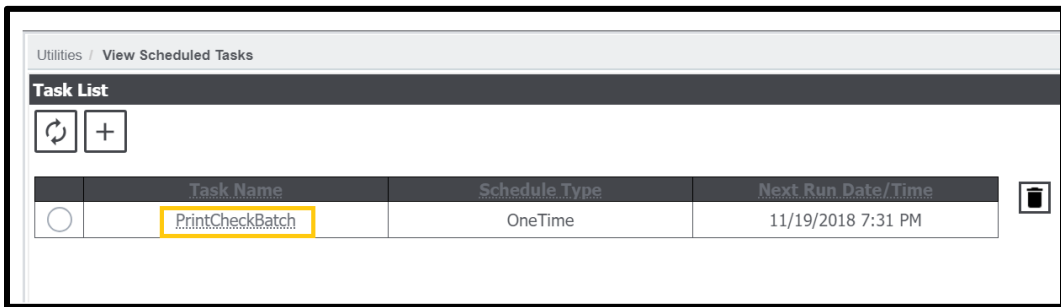 Utilities / View Scheduled Tasks
Task List
Task Name Schedule Type Next Run Date/Time
PrintCheckBatch OneTime 11/19/2018 7:31 PM